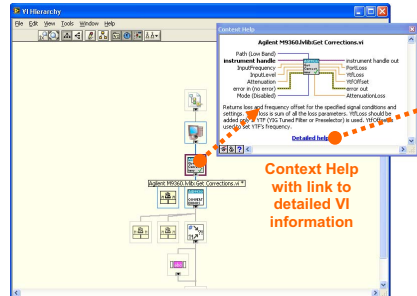 VI Hierarchy
File Edit View Tools Window Help
Context Help
Agilent M9360.lvlib:Get Corrections.vi
Path (Low Band)
instrument handle
InputFrequency
InputLevel
Attenuation
error in (no error)
Mode (Disabled)
instrument handle out
PortLoss
YtfLoss
YtfOffset
error out
AttenuationLoss
Returns loss and frequency offset for the specified signal conditions and
settings. loss is sum of all the loss parameters. YtfLoss should be
added only if YTF (YIG Tuned Filter or Preselector) is used. YtfOffset
used to set YTF's frequency.
Detailed help
Agilent M9360.lvlib:Get Corrections.vi *
Context Help
with link to
detailed VI
information